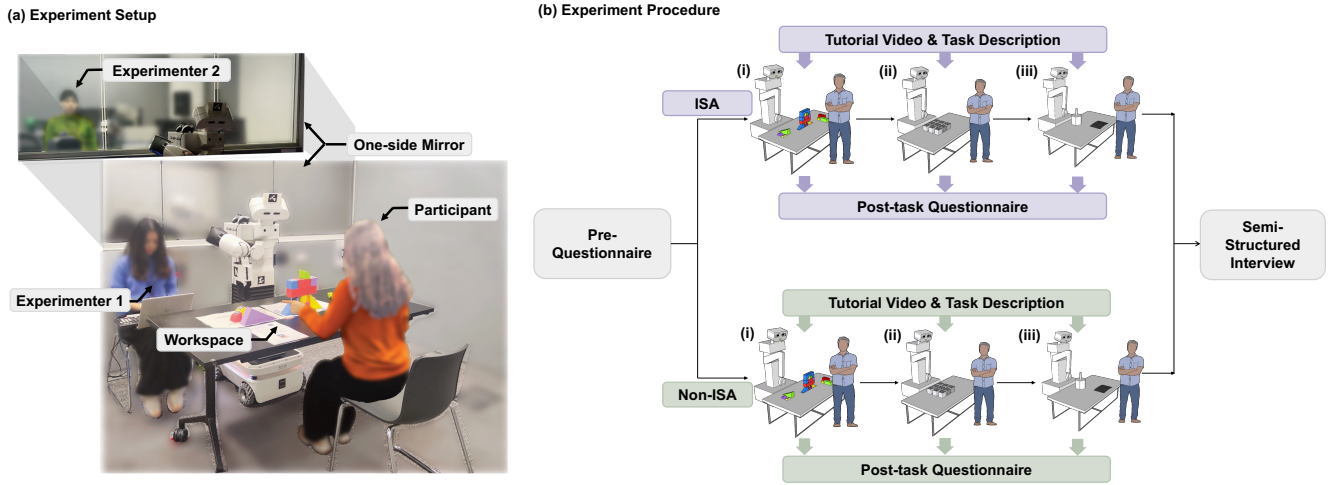 (a) Experiment Setup
Experimenter 2
One-side Mirror
Participant
Experimenter 1
Workspace
(b) Experiment Procedure
Tutorial Video & Task Description
(i)
(ii)
(iii)
ISA
Post-task Questionnaire
Pre-
Questionnaire
Semi-
Structured
Interview
Tutorial Video & Task Description
(i)
(ii)
(iii)
Non-ISA
Post-task Questionnaire